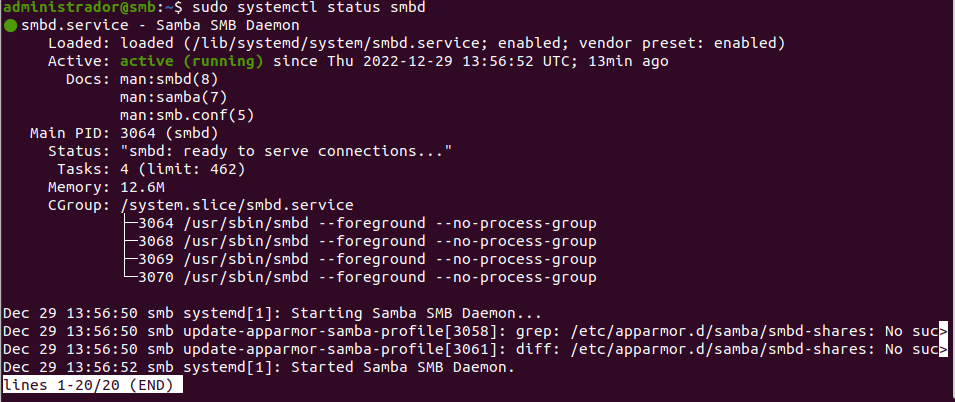 administrador@smb:~$ sudo systemctl status smbd
● smbd.service - Samba SMB Daemon
     Loaded: loaded (/lib/systemd/system/smbd.service; enabled; vendor preset: enabled)
     Active: active (running) since Thu 2022-12-29 13:56:52 UTC; 13min ago
       Docs: man:smbd(8)
             man:samba(7)
             man:smb.conf(5)
   Main PID: 3064 (smbd)
     Status: "smbd: ready to serve connections..."
      Tasks: 4 (limit: 462)
     Memory: 12.6M
     CGroup: /system.slice/smbd.service
             ├─3064 /usr/sbin/smbd --foreground --no-process-group
             ├─3068 /usr/sbin/smbd --foreground --no-process-group
             ├─3069 /usr/sbin/smbd --foreground --no-process-group
             └─3070 /usr/sbin/smbd --foreground --no-process-group

Dec 29 13:56:50 smb systemd[1]: Starting Samba SMB Daemon...
Dec 29 13:56:50 smb update-apparmor-samba-profile[3058]: grep: /etc/apparmor.d/samba/smbd-shares: No suc>
Dec 29 13:56:50 smb update-apparmor-samba-profile[3061]: diff: /etc/apparmor.d/samba/smbd-shares: No suc>
Dec 29 13:56:52 smb systemd[1]: Started Samba SMB Daemon.
lines 1-20/20 (END)